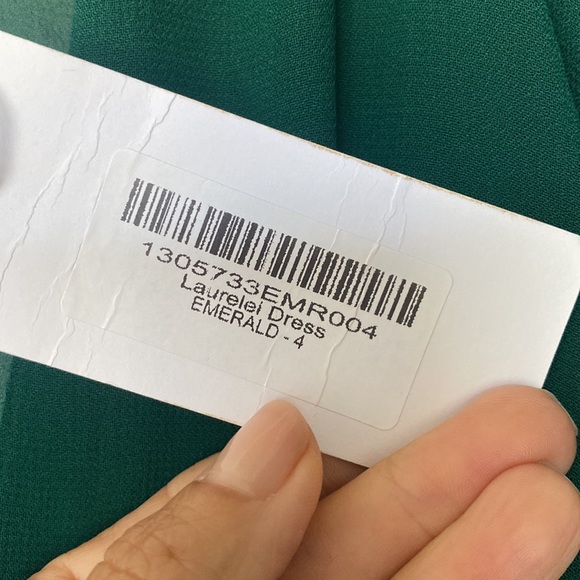 1305733EMR004
Laurelei Dress
EMERALD - 4